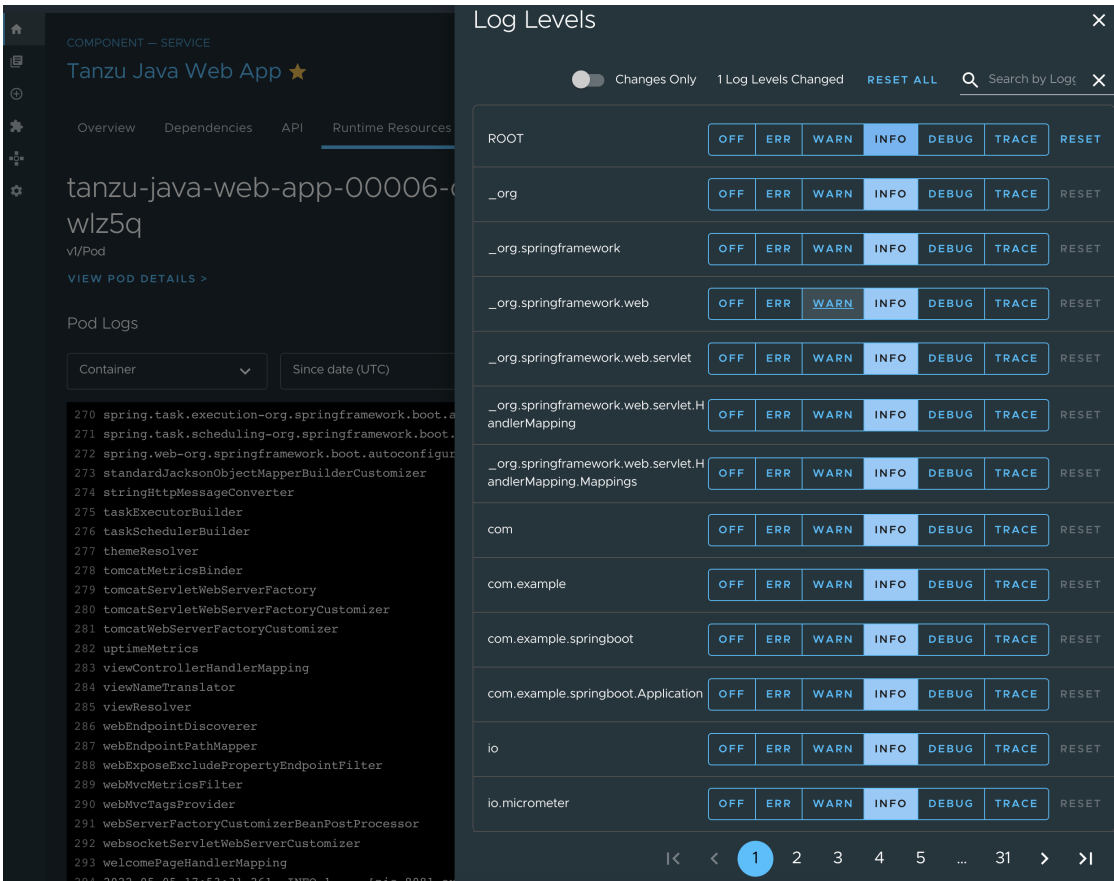 Log Levels
COMPONENT — SERVICE
Tanzu Java Web App
Changes Only 1 Log Levels Changed RESET ALL Search by Logg
Overview Dependencies API Runtime Resources
tanzu-java-web-app-00006-
wlz5q
v1/Pod
VIEW POD DETAILS >
Pod Logs
Container Since date (UTC)
270 spring.task.execution-org.springframework.boot.a
271 spring.task.scheduling-org.springframework.boot.
272 spring.web-org.springframework.boot.autoconfigur
273 standardJacksonObjectMapperBuilderCustomizer
274 stringHttpMessageConverter
275 taskExecutorBuilder
276 taskSchedulerBuilder
277 themeResolver
278 tomcatMetricsBinder
279 tomcatServletWebServerFactory
280 tomcatServletWebServerFactoryCustomizer
281 tomcatWebServerFactoryCustomizer
282 uptimeMetrics
283 viewControllerHandlerMapping
284 viewNameTranslator
285 viewResolver
286 webEndpointDiscoverer
287 webEndpointPathMapper
288 webExposeExcludePropertyEndpointFilter
289 webMvcMetricsFilter
290 webMvcTagsProvider
291 webServerFactoryCustomizerBeanPostProcessor
292 websocketServletWebServerCustomizer
293 welcomePageHandlerMapping
ROOT OFF ERR WARN INFO DEBUG TRACE RESET
_org OFF ERR WARN INFO DEBUG TRACE RESET
_org.springframework OFF ERR WARN INFO DEBUG TRACE RESET
_org.springframework.web OFF ERR WARN INFO DEBUG TRACE RESET
_org.springframework.web.servlet OFF ERR WARN INFO DEBUG TRACE RESET
_org.springframework.web.servlet.H
andlerMapping OFF ERR WARN INFO DEBUG TRACE RESET
_org.springframework.web.servlet.H
andlerMapping.Mappings OFF ERR WARN INFO DEBUG TRACE RESET
com OFF ERR WARN INFO DEBUG TRACE RESET
com.example OFF ERR WARN INFO DEBUG TRACE RESET
com.example.springboot OFF ERR WARN INFO DEBUG TRACE RESET
com.example.springboot.Application OFF ERR WARN INFO DEBUG TRACE RESET
io OFF ERR WARN INFO DEBUG TRACE RESET
io.micrometer OFF ERR WARN INFO DEBUG TRACE RESET
1 2 3 4 5 ... 31